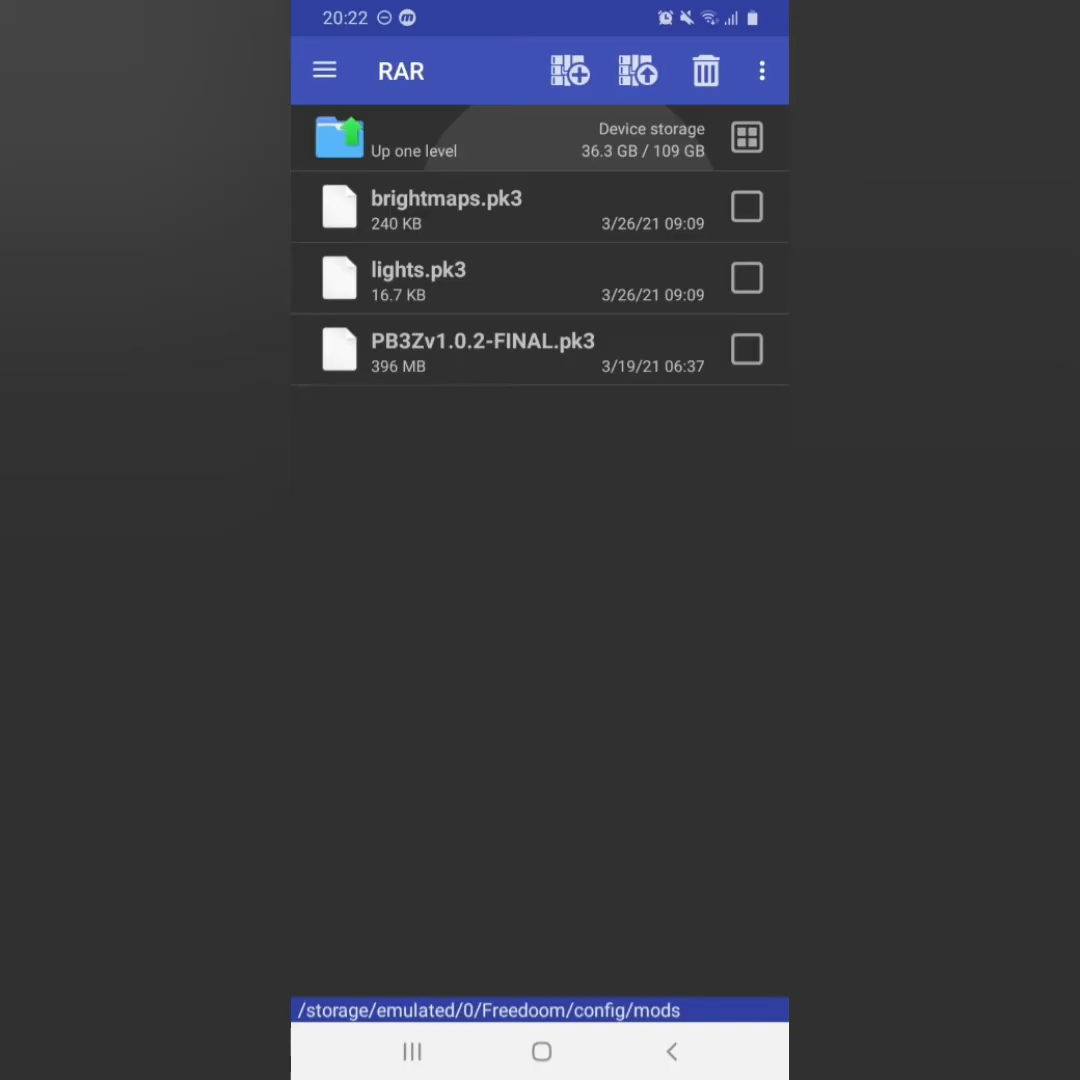 20:22
RAR
Device storage
Up one level 36.3 GB / 109 GB
brightmaps.pk3
240 KB 3/26/21 09:09
lights.pk3
16.7 KB 3/26/21 09:09
PB3Zv1.0.2-FINAL.pk3
396 MB 3/19/21 06:37
/storage/emulated/0/Freedoom/config/mods